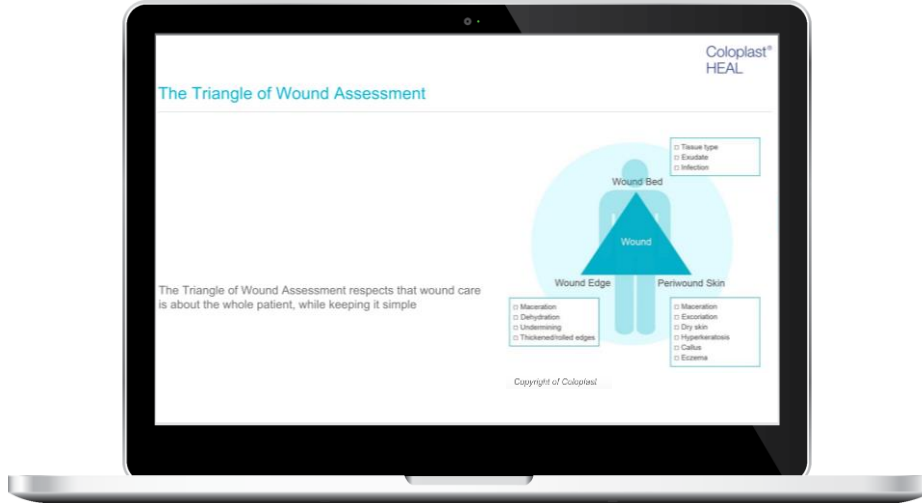 Coloplast®
HEAL
The Triangle of Wound Assessment
□ Tissue type
□ Exudate
□ Infection
Wound Bed
Wound
Wound Edge
Periwound Skin
The Triangle of Wound Assessment respects that wound care
is about the whole patient, while keeping it simple
□ Maceration
□ Dehydration
□ Undermining
□ Thickened/rolled edges
□ Maceration
□ Excoriation
□ Dry skin
□ Hyperkeratosis
□ Callus
□ Eczema
Copyright of Coloplast